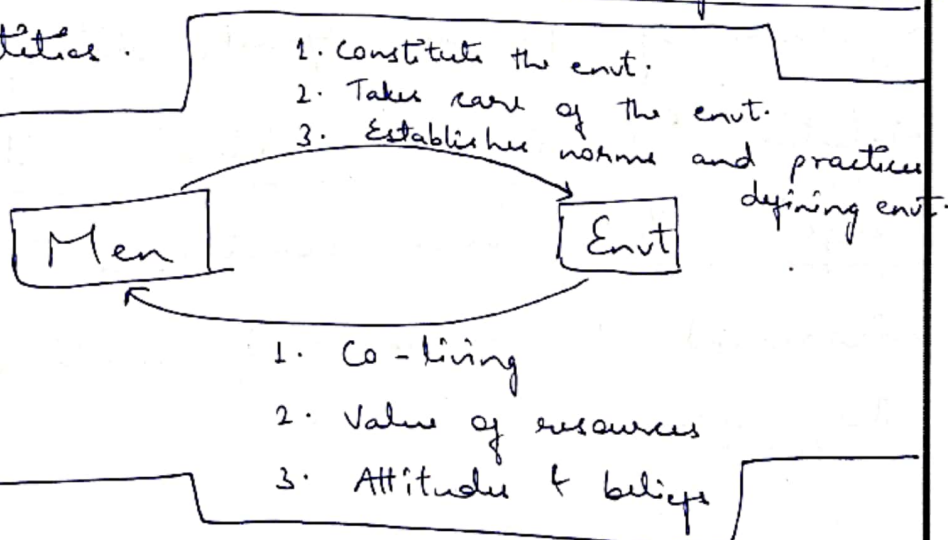 1. Constitute the envt.
2. Takes care of the envt.
3. Establishes norms and practices
defining envt.
Men
Envt
1. Co-living
2. Value of resources
3. Attitudes & beliefs